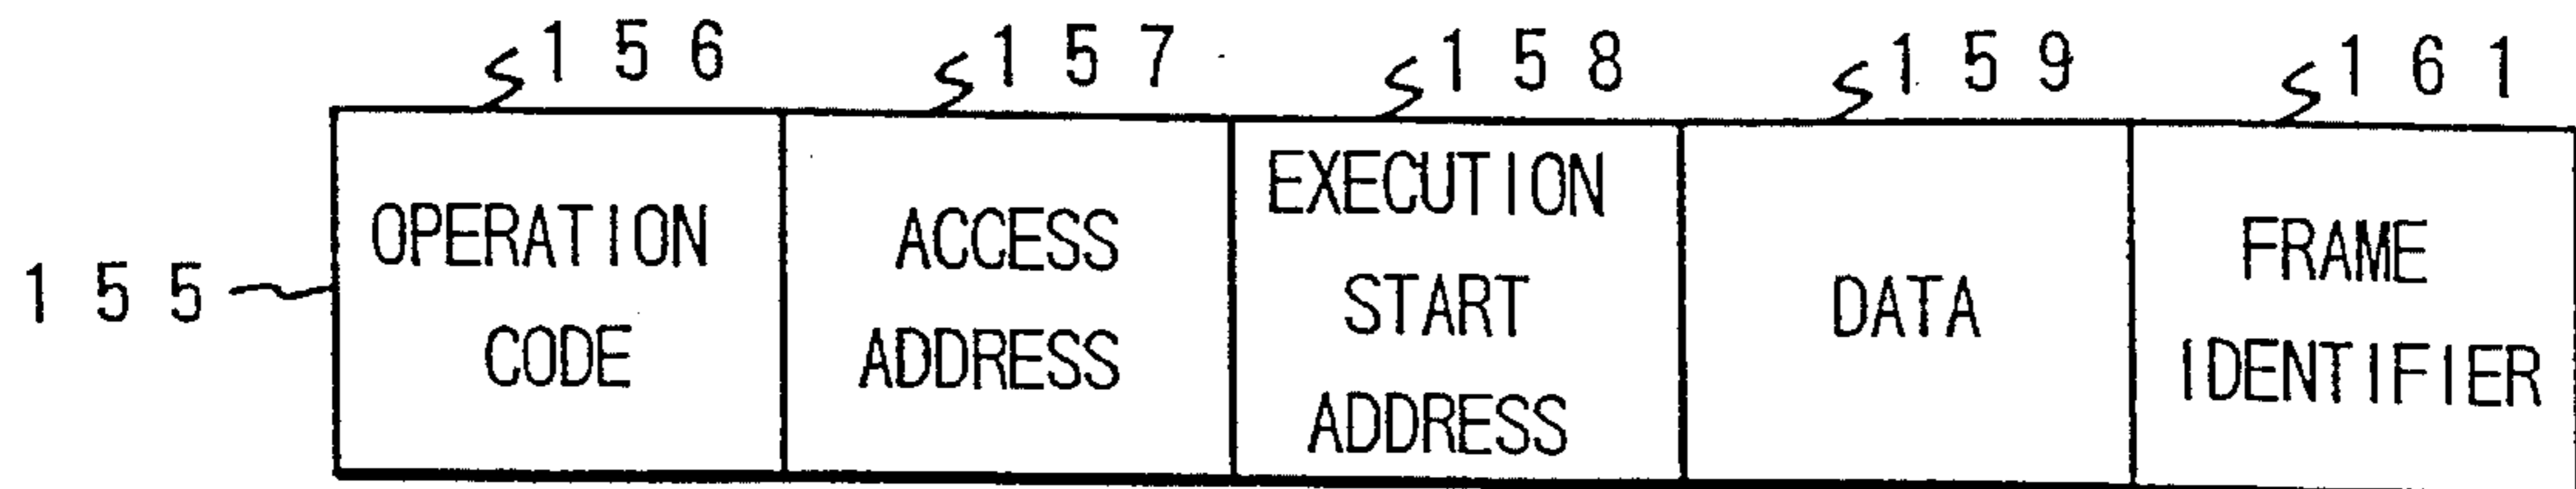 156 157 158 159 161
155
OPERATION
CODE
ACCESS
ADDRESS
EXECUTION
START
ADDRESS
DATA
FRAME
IDENTIFIER